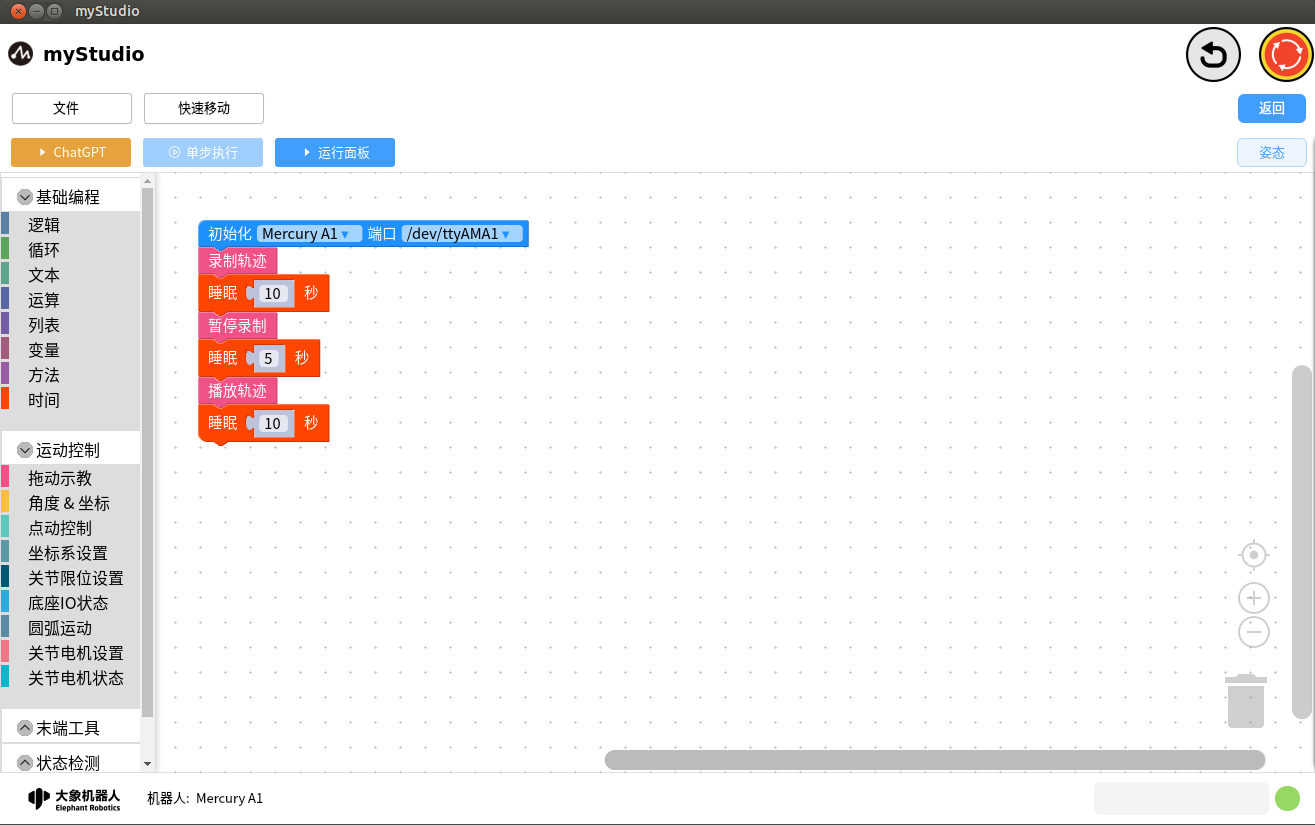 myStudio
myStudio
文件
快速移动
返回
ChatGPT
单步执行
运行面板
姿态
基础编程
逻辑
循环
文本
运算
列表
变量
方法
时间
运动控制
拖动示教
角度 & 坐标
点动控制
坐标系设置
关节限位设置
底座IO状态
圆弧运动
关节电机设置
关节电机状态
末端工具
状态检测
初始化 Mercury A1 端口 /dev/ttyAMA1
录制轨迹
睡眠 10 秒
暂停录制
睡眠 5 秒
播放轨迹
睡眠 10 秒
大象机器人
Elephant Robotics
机器人: Mercury A1